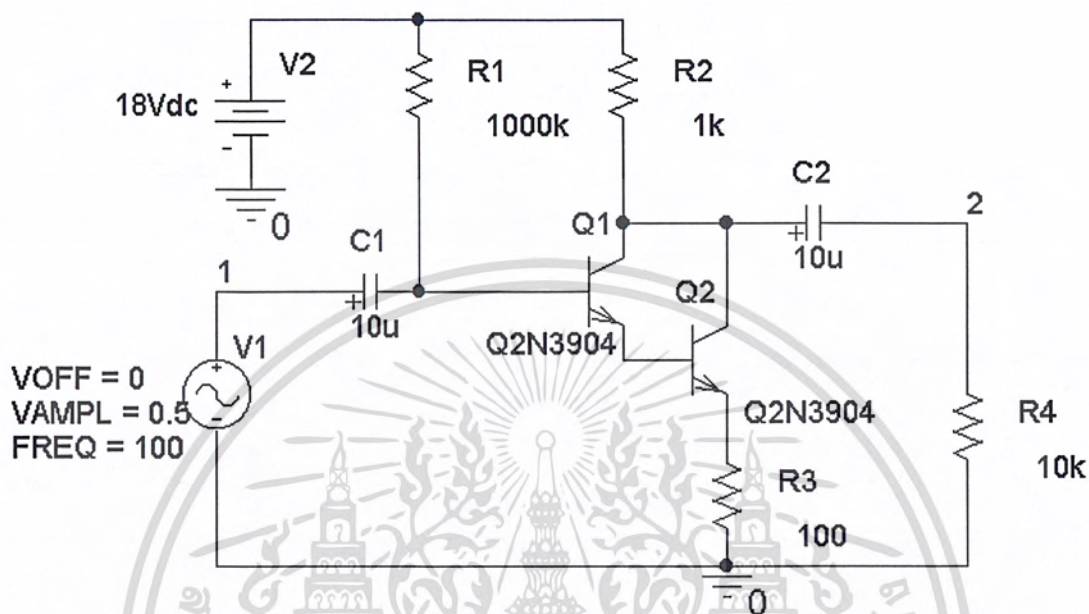 V2
R1
R2
18Vdc
+
-
1000k
1k
0
C1
Q1
C2
2
1
+
10u
+
10u
Q2
V1
Q2N3904
VOFF = 0
VAMPL = 0.5
FREQ = 100
+
-
Q2N3904
R4
10k
R3
100
0